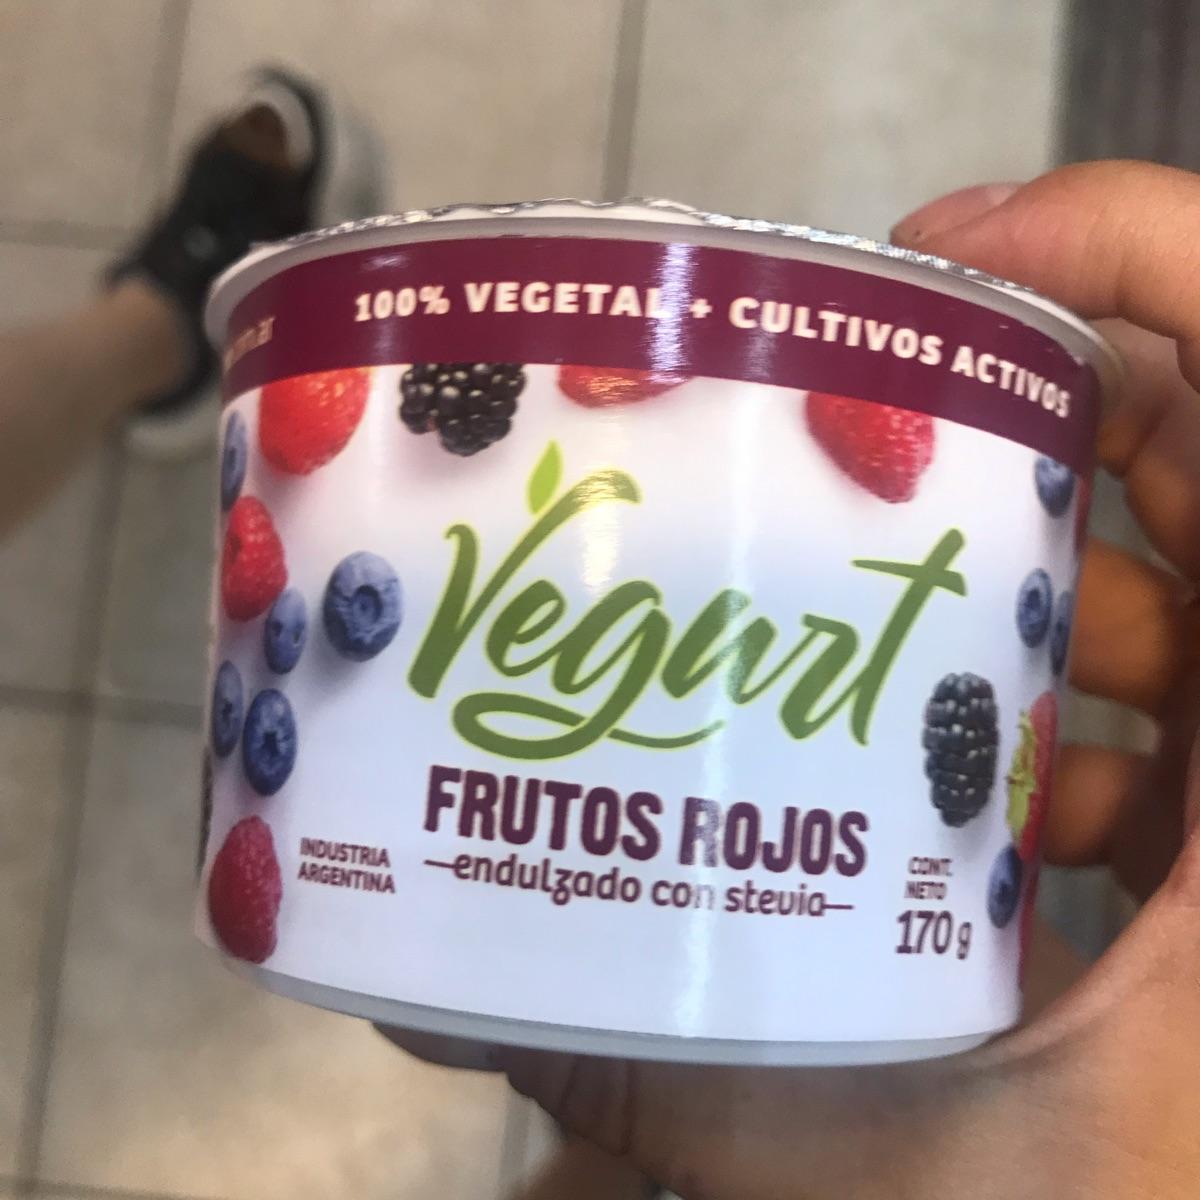 100% VEGETAL + CULTIVOS ACTIVOS
Vegurt
FRUTOS ROJOS
endulzado con stevia
INDUSTRIA
ARGENTINA
CONT.
NETO
170 g